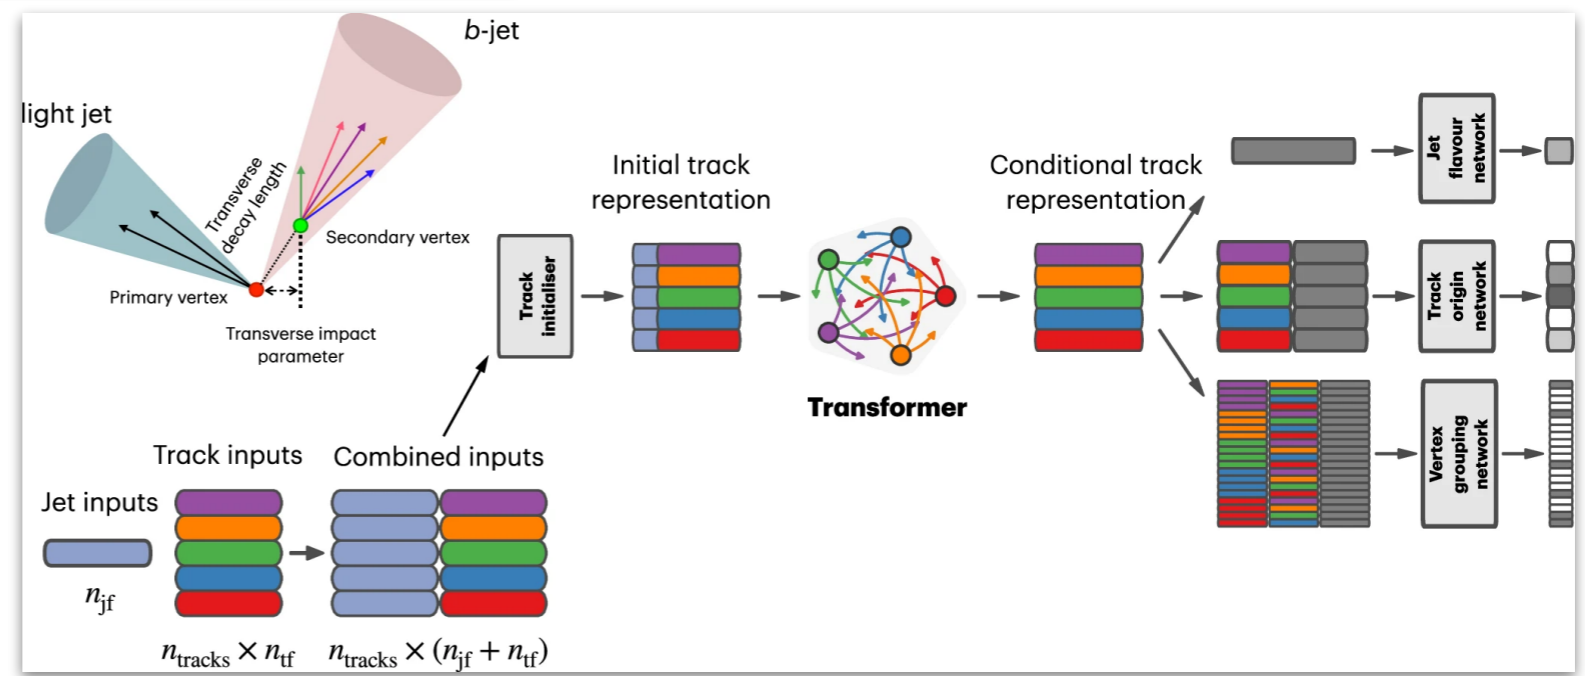 b-jet
light jet
Transverse
decay length
Secondary vertex
Primary vertex
Transverse impact
parameter
Track inputs
Combined inputs
Jet inputs
n_jf
n_tracks × n_tf
n_tracks × (n_jf + n_tf)
Track
initialiser
Initial track
representation
Transformer
Conditional track
representation
Jet
flavour
network
Track
origin
network
Vertex
grouping
network